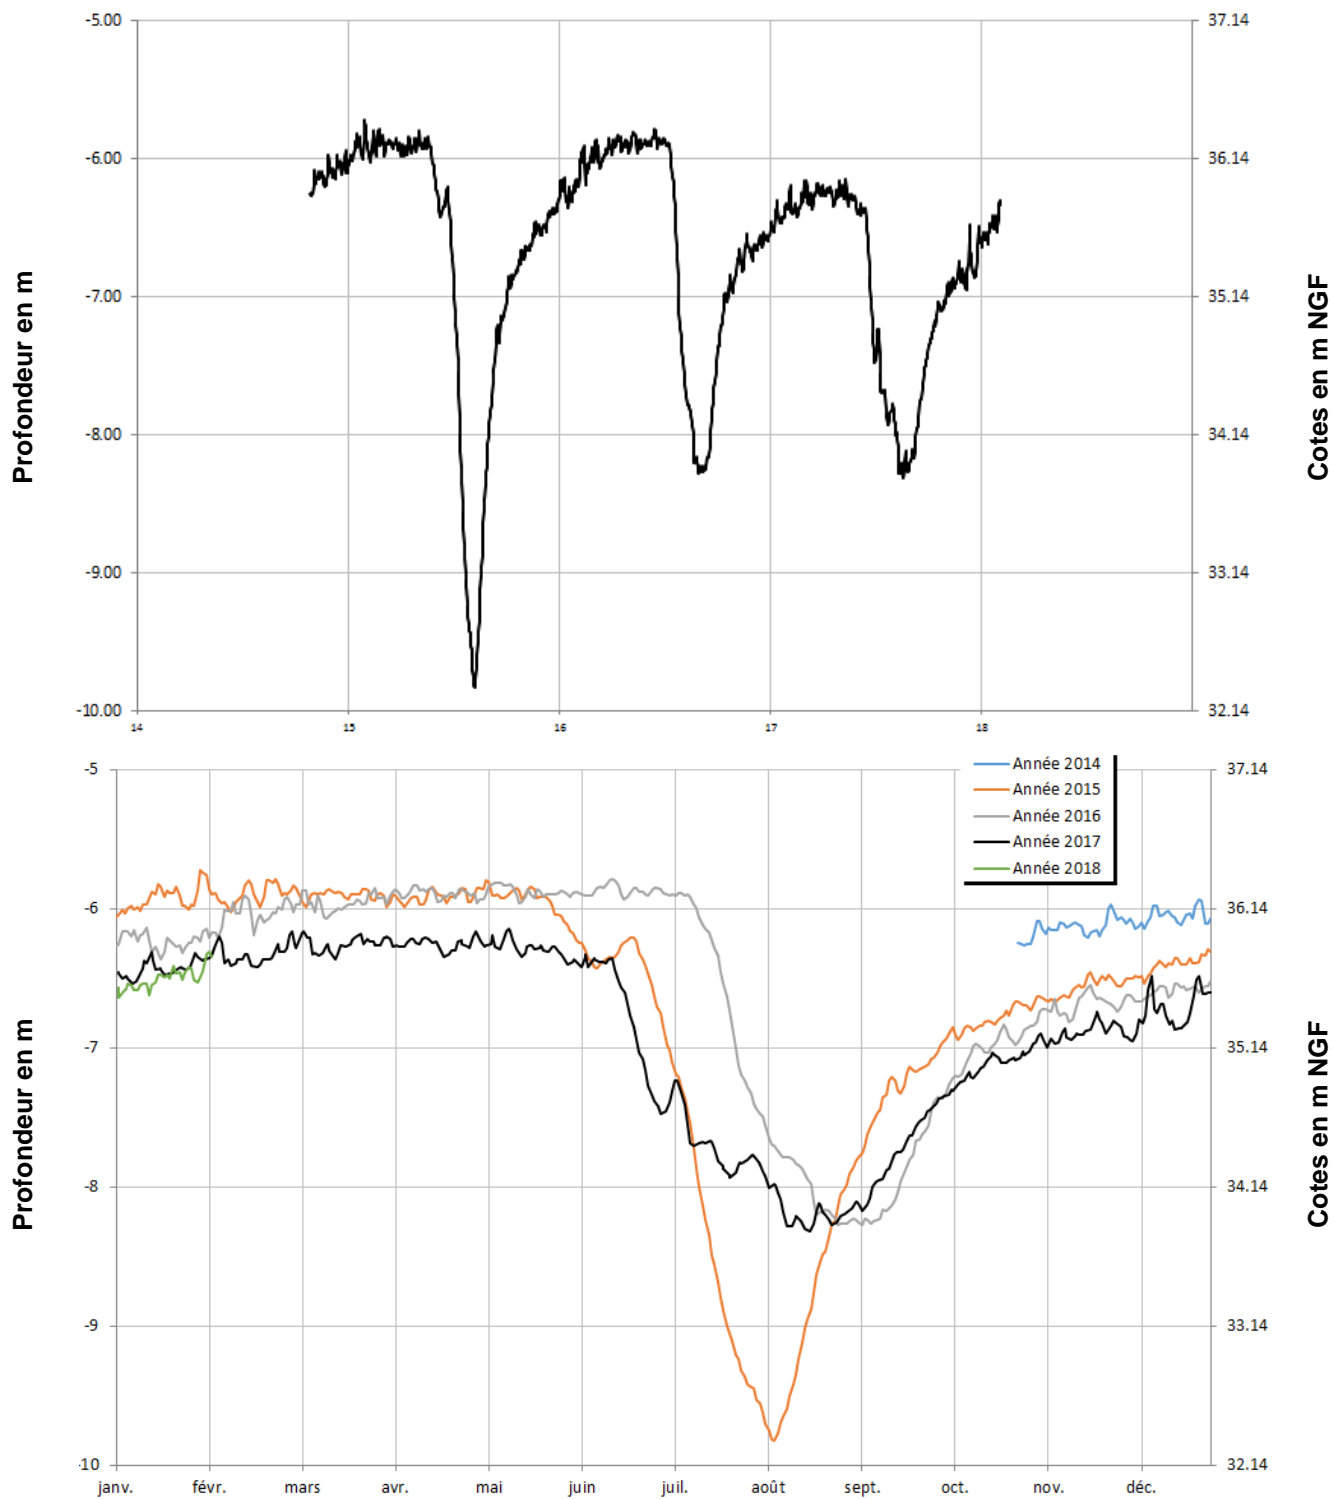 -5.00
37.14
-6.00
36.14
-7.00
35.14
-8.00
34.14
-9.00
33.14
-10.00
32.14
14
15
16
17
18
Profondeur en m
Cotes en m NGF
-5
37.14
-6
36.14
-7
35.14
-8
34.14
-9
33.14
-10
32.14
Année 2014
Année 2015
Année 2016
Année 2017
Année 2018
janv.
févr.
mars
avr.
mai
juin
juil.
août
sept.
oct.
nov.
déc.
Profondeur en m
Cotes en m NGF